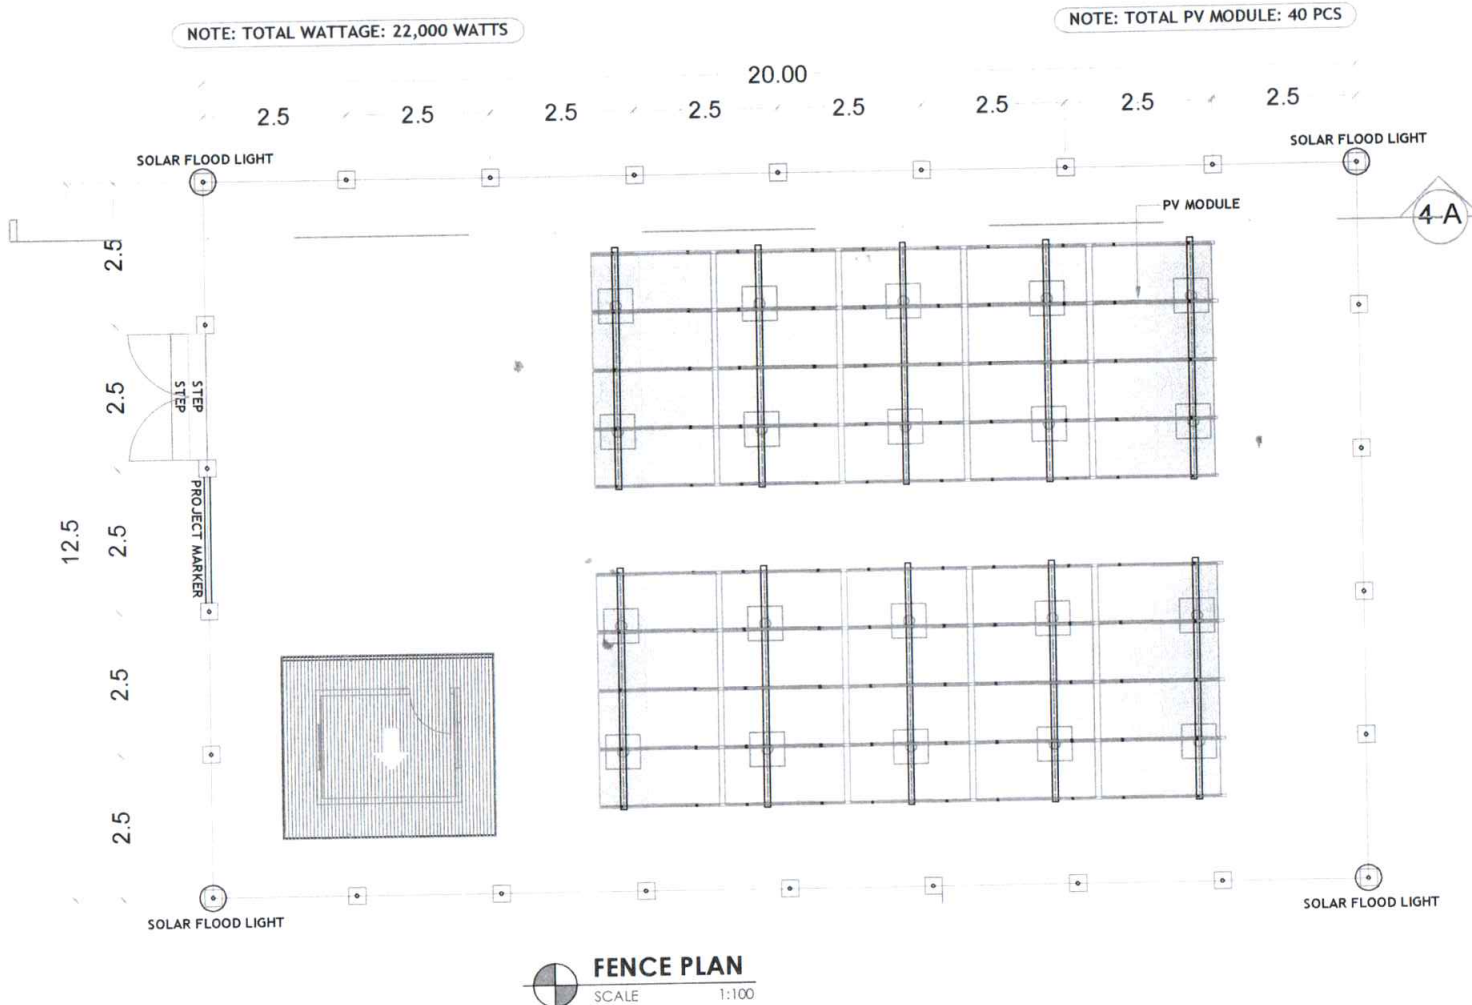 NOTE: TOTAL WATTAGE: 22,000 WATTS
NOTE: TOTAL PV MODULE: 40 PCS
20.00
2.5 2.5 2.5 2.5 2.5 2.5 2.5 2.5
SOLAR FLOOD LIGHT
SOLAR FLOOD LIGHT
PV MODULE
4-A
2.5
2.5
STEP
STEP
12.5
2.5
PROJECT MARKER
2.5
2.5
SOLAR FLOOD LIGHT
SOLAR FLOOD LIGHT
FENCE PLAN
SCALE 1:100